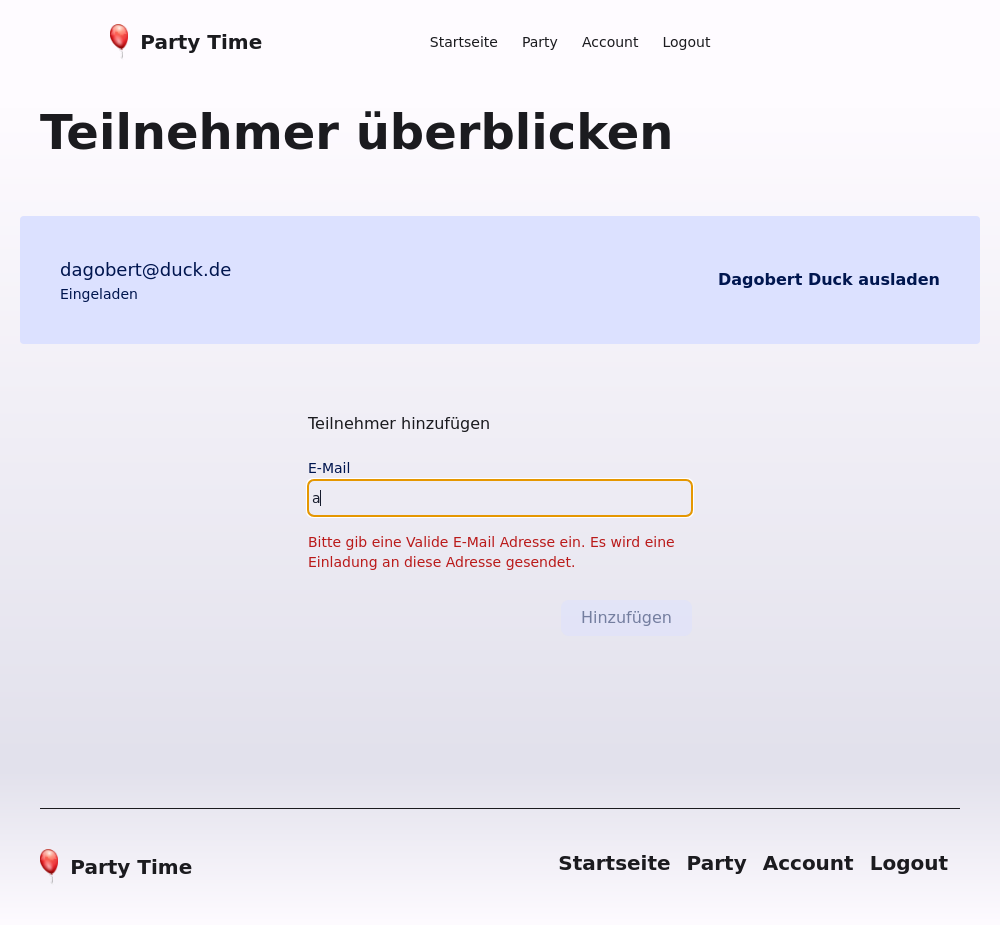 Party Time
Startseite Party Account Logout
Teilnehmer überblicken
dagobert@duck.de
Eingeladen
Dagobert Duck ausladen
Teilnehmer hinzufügen
E-Mail
a
Bitte gib eine Valide E-Mail Adresse ein. Es wird eine
Einladung an diese Adresse gesendet.
Hinzufügen
Party Time
Startseite Party Account Logout